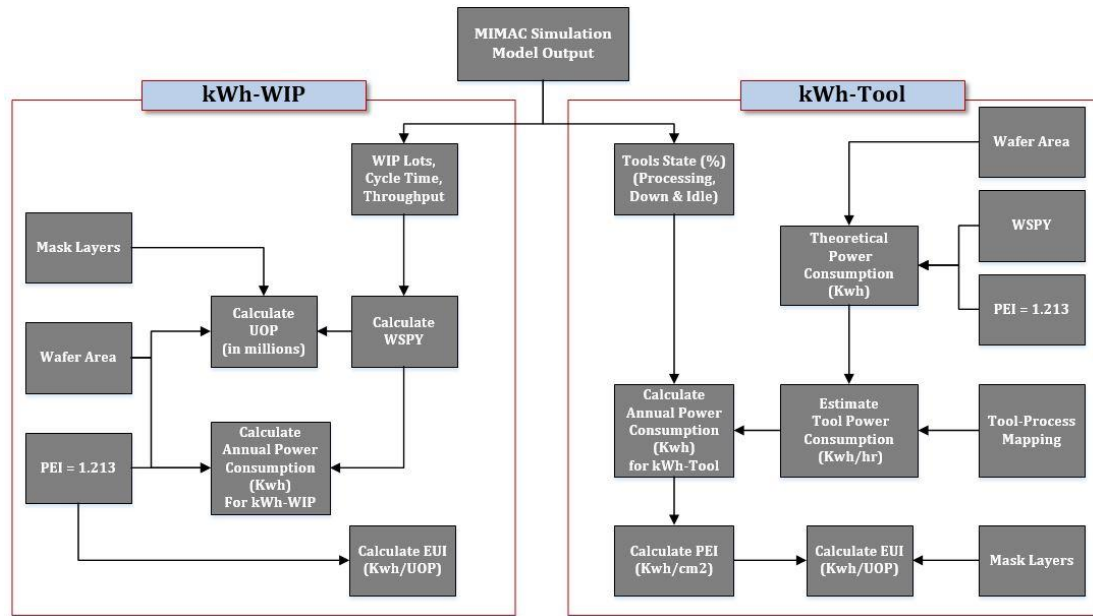 MIMAC Simulation
Model Output
kWh-WIP
WIP Lots,
Cycle Time,
Throughput
Mask Layers
Calculate
UOP
(in millions)
Calculate
WSPY
Wafer Area
Calculate
Annual Power
Consumption
(Kwh)
For kWh-WIP
PEI = 1.213
Calculate EUI
(Kwh/UOP)
kWh-Tool
Tools State (%)
(Processing,
Down & Idle)
Wafer Area
WSPY
Theoretical
Power
Consumption
(Kwh)
PEI = 1.213
Calculate
Annual Power
Consumption
(Kwh)
for kWh-Tool
Estimate
Tool Power
Consumption
(Kwh/hr)
Tool-Process
Mapping
Calculate PEI
(Kwh/cm2)
Calculate EUI
(Kwh/UOP)
Mask Layers